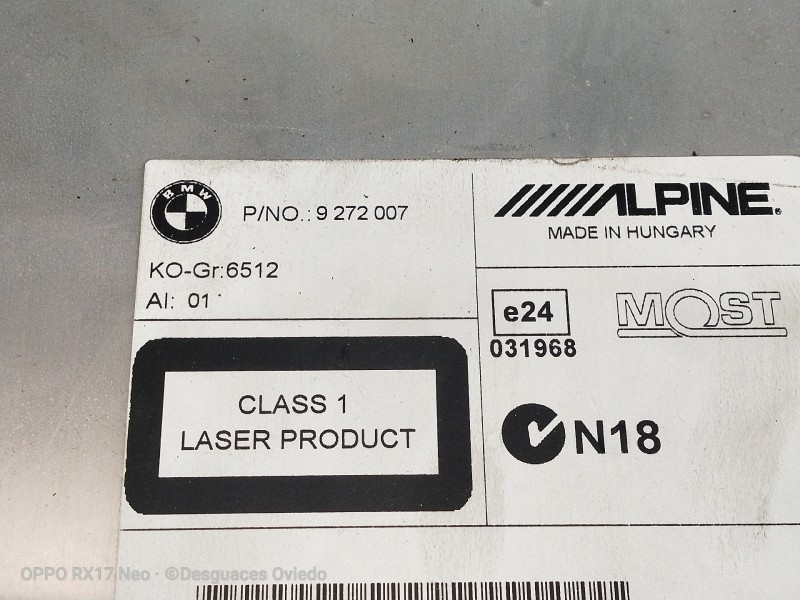 BMW
P/NO.: 9 272 007
ALPINE®
MADE IN HUNGARY
KO-Gr:6512
AI: 01
e24
031968
MOST
CLASS 1
LASER PRODUCT
N18
OPPO RX17 Neo · ©Desguaces Oviedo